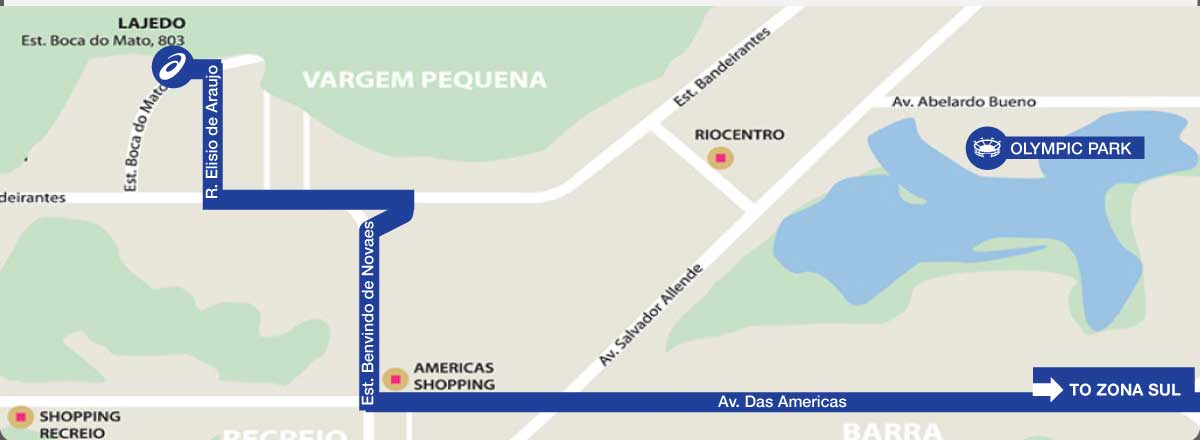 LAJEDO
Est. Boca do Mato, 803
VARGEM PEQUENA
Est. Bandeirantes
Av. Abelardo Bueno
RIOCENTRO
OLYMPIC PARK
Est. Boca do Mato
R. Elisio de Araujo
deirantes
Est. Benvindo de Novaes
Av. Salvador Allende
AMERICAS
SHOPPING
TO ZONA SUL
Av. Das Americas
SHOPPING
RECREIO
RECREIO
BARRA